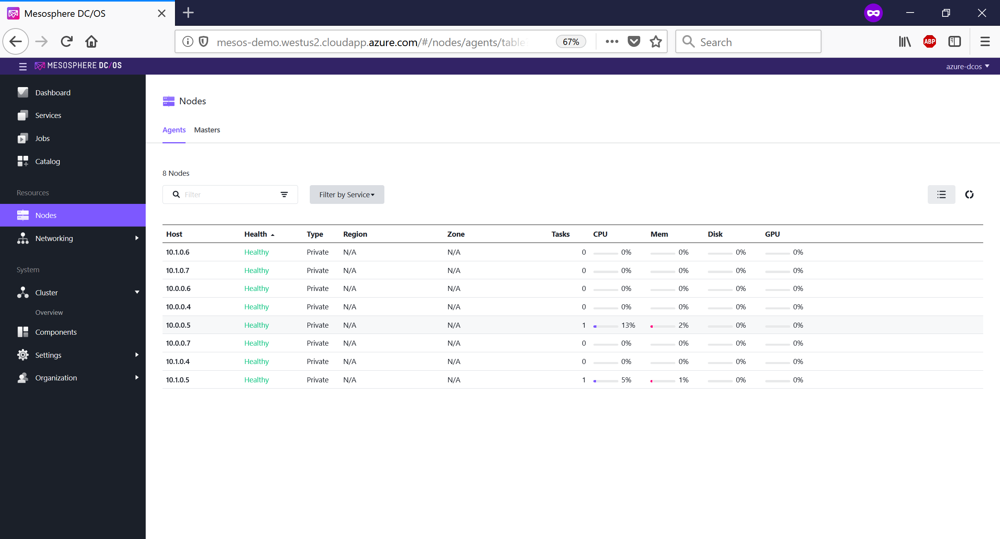 Mesosphere DC/OS
mesos-demo.westus2.cloudapp.azure.com/#/nodes/agents/table
67%
Search
ABP
MESOSPHERE DC/OS
azure-dcos
Dashboard
Services
Jobs
Catalog
Resources
Nodes
Networking
System
Cluster
Overview
Components
Settings
Organization
Nodes
Agents Masters
8 Nodes
Filter
Filter by Service
Host Health Type Region Zone Tasks CPU Mem Disk GPU
10.1.0.6 Healthy Private N/A N/A 0 0% 0% 0% 0%
10.1.0.7 Healthy Private N/A N/A 0 0% 0% 0% 0%
10.0.0.6 Healthy Private N/A N/A 0 0% 0% 0% 0%
10.0.0.4 Healthy Private N/A N/A 0 0% 0% 0% 0%
10.0.0.5 Healthy Private N/A N/A 1 13% 2% 0% 0%
10.0.0.7 Healthy Private N/A N/A 0 0% 0% 0% 0%
10.1.0.4 Healthy Private N/A N/A 0 0% 0% 0% 0%
10.1.0.5 Healthy Private N/A N/A 1 5% 1% 0% 0%